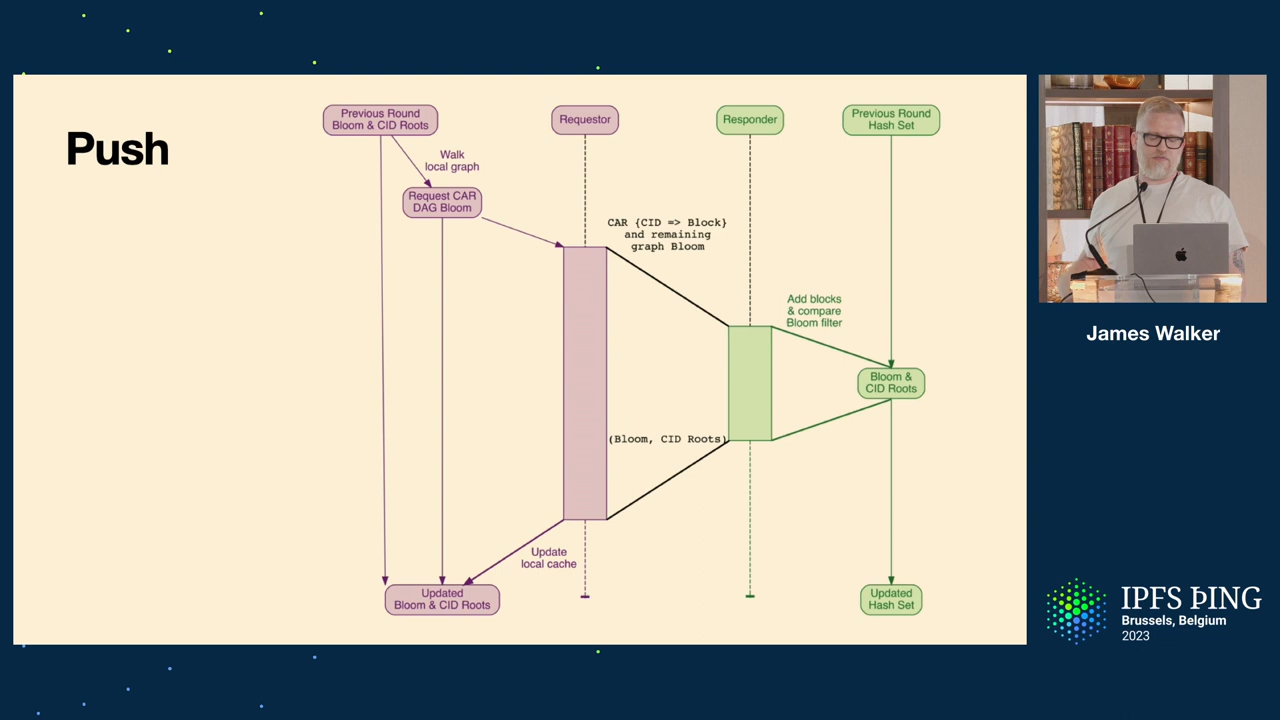 Push
Previous Round
Bloom & CID Roots
Requestor
Responder
Previous Round
Hash Set
Walk
local graph
Request CAR
DAG Bloom
CAR {CID => Block}
and remaining
graph Bloom
Add blocks
& compare
Bloom filter
Bloom &
CID Roots
(Bloom, CID Roots)
Update
local cache
Updated
Bloom & CID Roots
Updated
Hash Set
James Walker
IPFS ÞING
Brussels, Belgium
2023